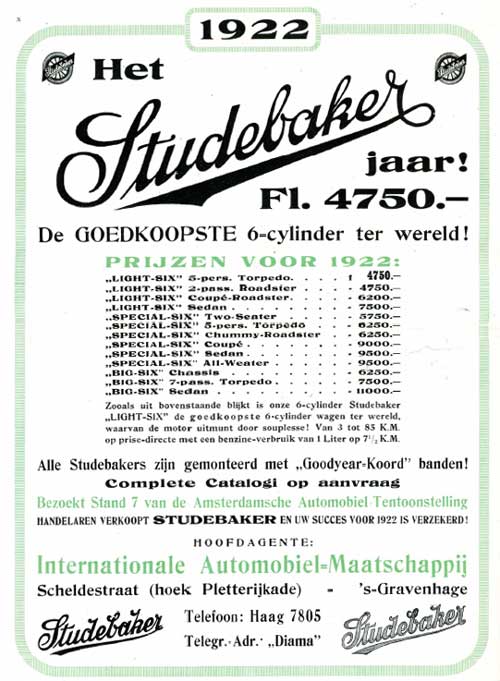 1922
Het
Studebaker
jaar!
Fl. 4750.–
De GOEDKOOPSTE 6=cylinder ter wereld!
PRIJZEN VOOR 1922:
„LIGHT-SIX” 5-pers. Torpedo. . . . f 4750.—
„LIGHT-SIX” 2-pass. Roadster . . . - 4750.—
„LIGHT-SIX” Coupé-Roadster. . . . - 6200.—
„LIGHT-SIX” Sedan . . . . . . . - 7500.—
„SPECIAL-SIX” Two-Seater . . . . - 5750.—
„SPECIAL-SIX” 5-pers. Torpedo . . - 6250.—
„SPECIAL-SIX” Chummy-Roadster . . - 6250.—
„SPECIAL-SIX” Coupé . . . . . . - 9000.—
„SPECIAL-SIX” Sedan . . . . . . - 9500.—
„SPECIAL-SIX” All-Weater . . . . - 9500.—
„BIG-SIX” Chassis . . . . . . . - 6250.—
„BIG-SIX” 7-pass. Torpedo. . . . . - 7500.—
„BIG-SIX” Sedan . . . . . . . . - 11000.—
Zooals uit bovenstaande blijkt is onze 6-cylinder Studebaker
„LIGHT-SIX” de goedkoopste 6-cylinder wagen ter wereld,
waarvan de motor uitmunt door souplesse! Van 3 tot 85 K.M.
op prise-directe met een benzine-verbruik van 1 Liter op 7½ K.M.
Alle Studebakers zijn gemonteerd met „Goodyear-Koord” banden!
Complete Catalogi op aanvraag
Bezoekt Stand 7 van de Amsterdamsche Automobiel-Tentoonstelling
HANDELAREN VERKOOPT STUDEBAKER EN UW SUCCES VOOR 1922 IS VERZEKERD!
HOOFDAGENTE:
Internationale Automobiel=Maatschappij
Scheldestraat (hoek Pletterijkade) - 's-Gravenhage
Studebaker
Telefoon: Haag 7805
Telegr.-Adr. „Diama”
Studebaker